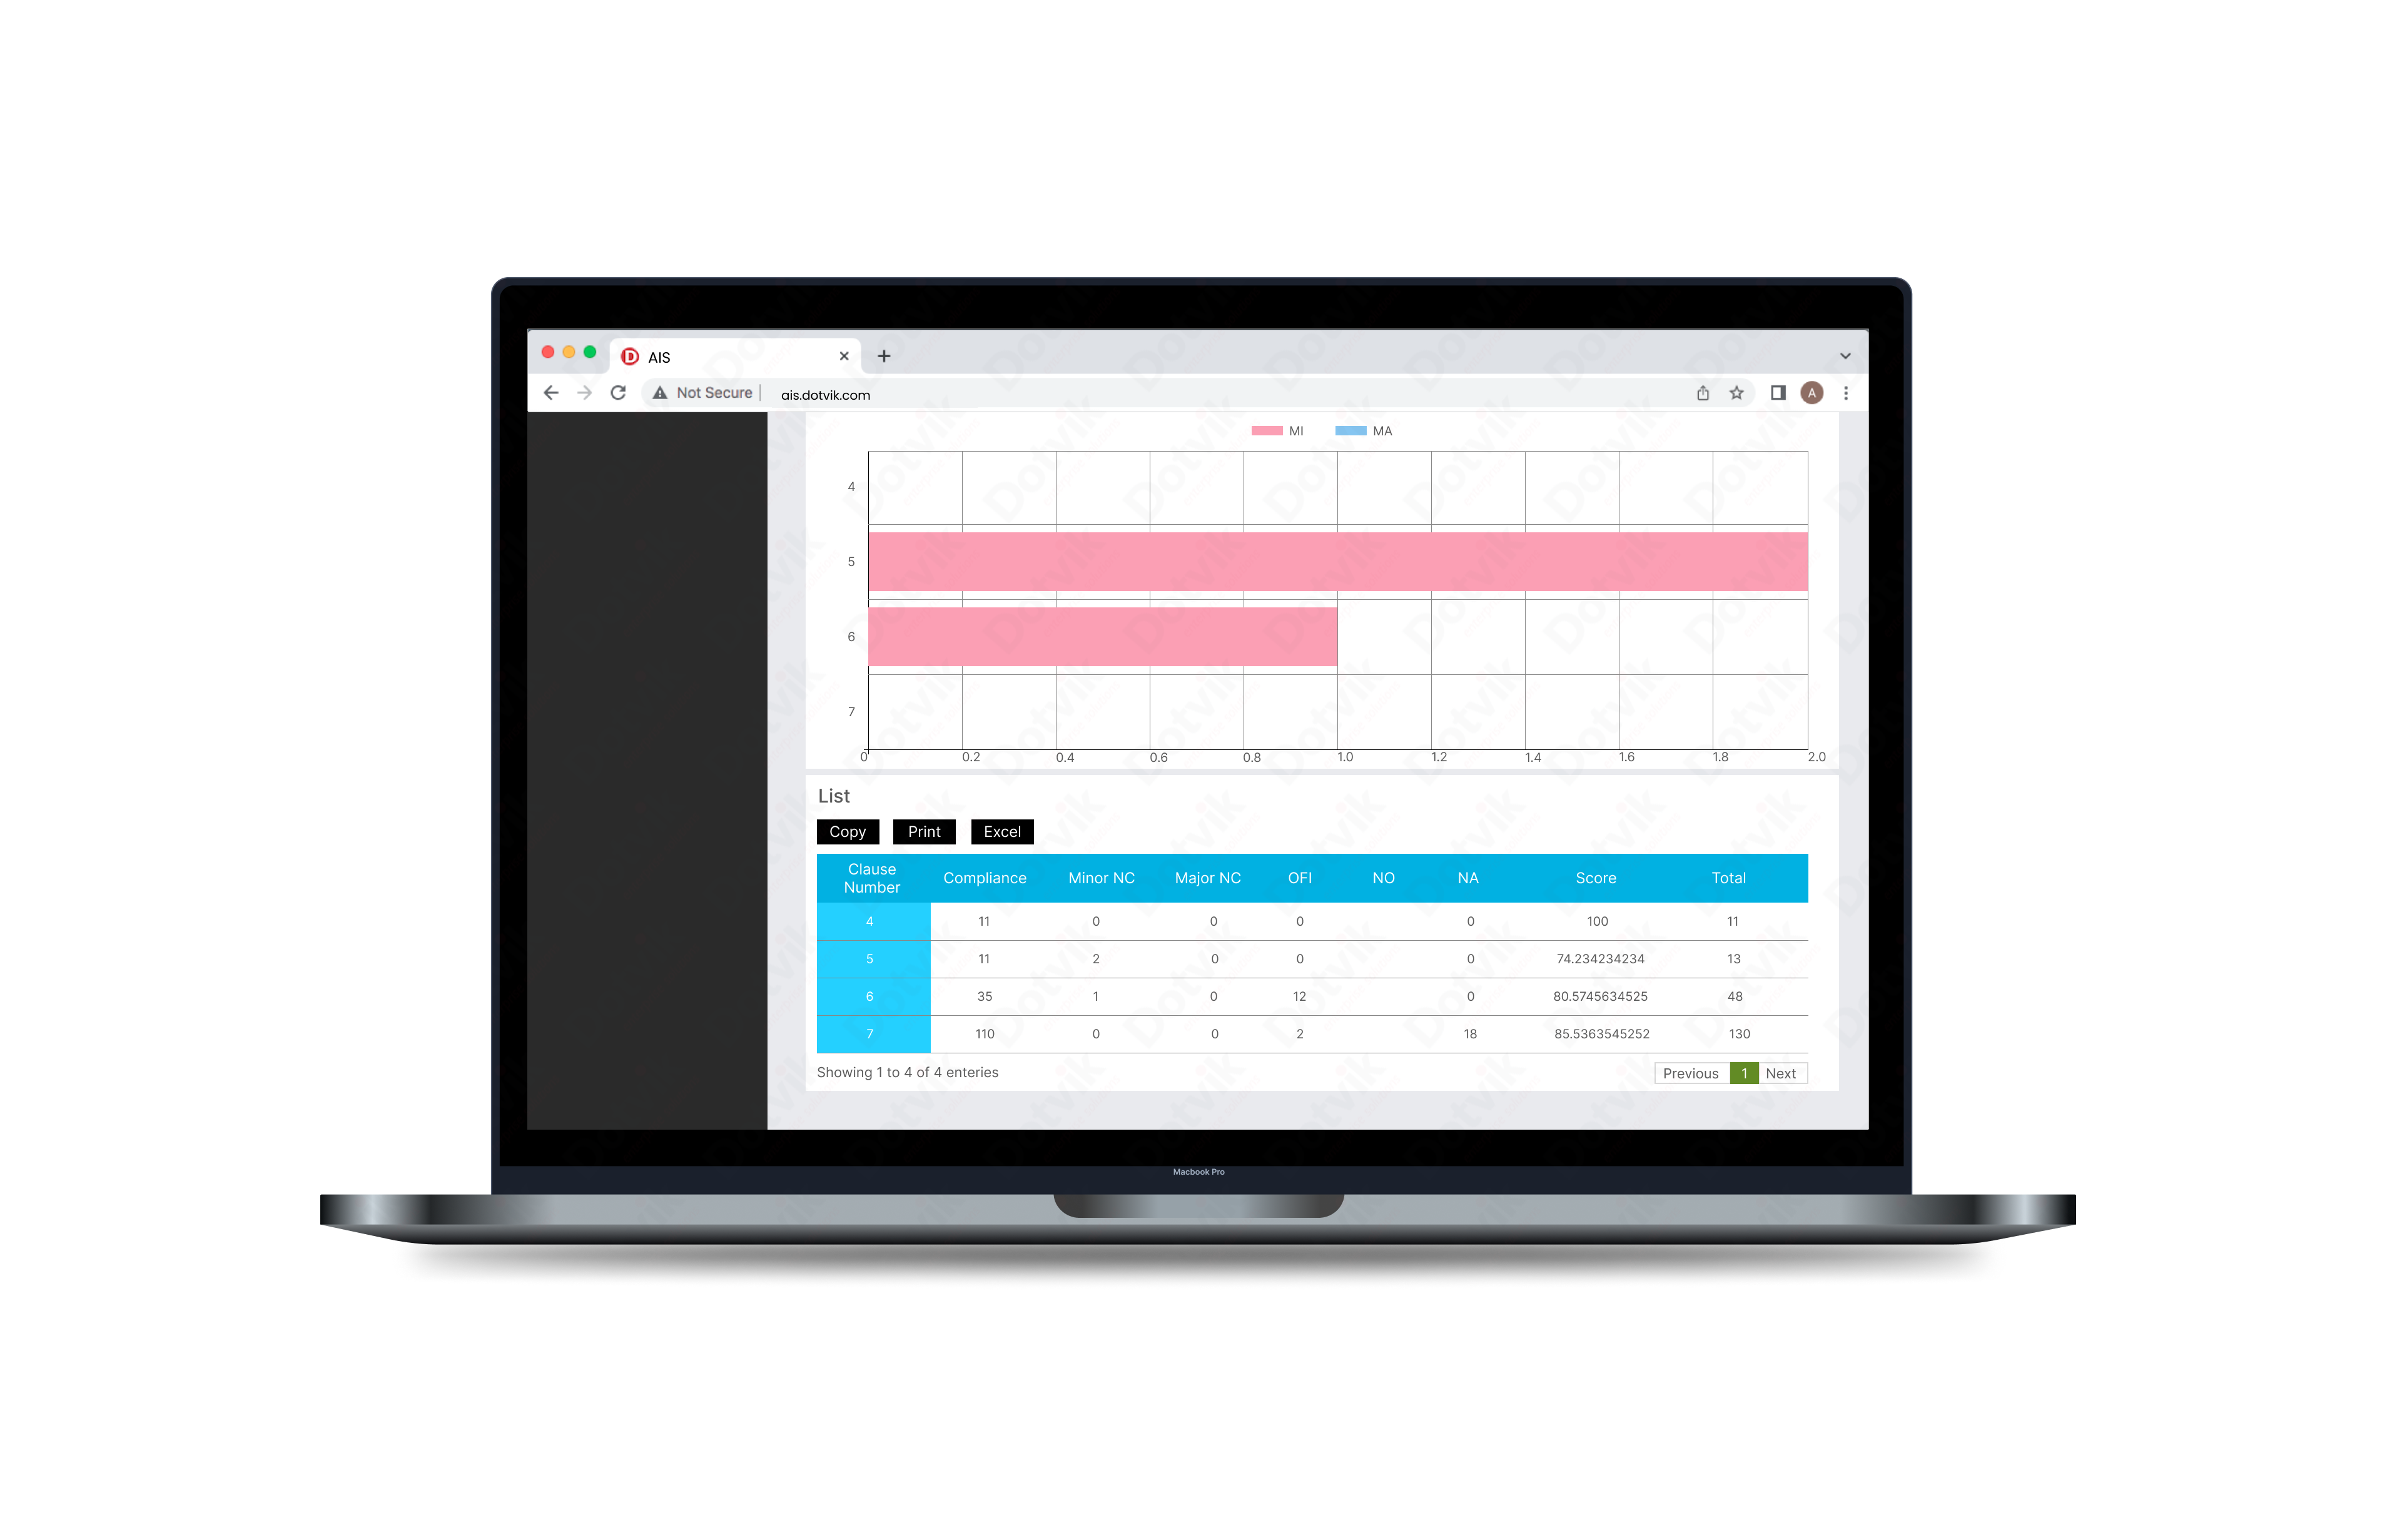 AIS
Not Secure
ais.dotvik.com
MI MA
4
5
6
7
0 0.2 0.4 0.6 0.8 1.0 1.2 1.4 1.6 1.8 2.0
List
Copy Print Excel
Clause Number Compliance Minor NC Major NC OFI NO NA Score Total
4 11 0 0 0 0 100 11
5 11 2 0 0 0 74.234234234 13
6 35 1 0 12 0 80.5745634525 48
7 110 0 0 2 18 85.5363545252 130
Showing 1 to 4 of 4 enteries
Previous 1 Next
A
Macbook Pro
Dotvik